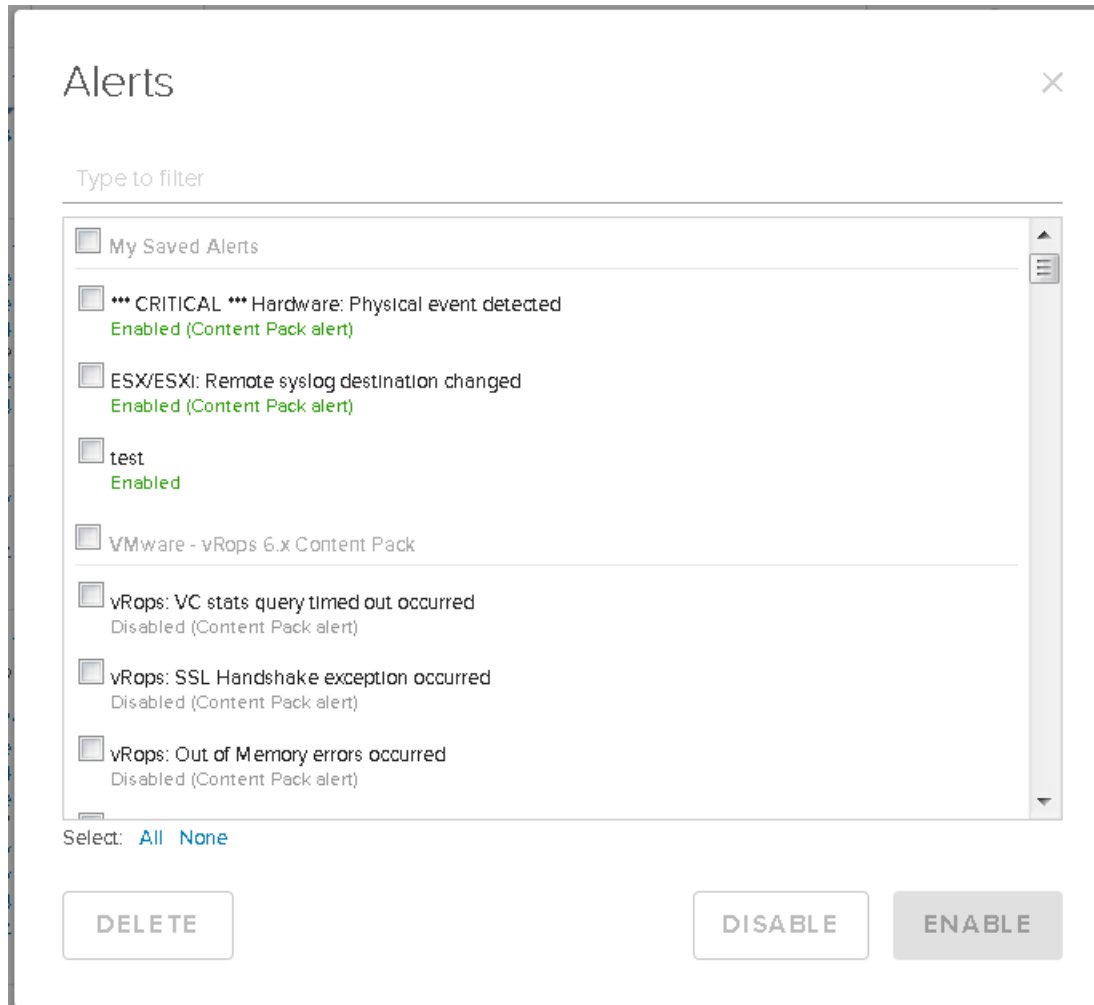 Alerts
Type to filter
My Saved Alerts
*** CRITICAL *** Hardware: Physical event detected
Enabled (Content Pack alert)
ESX/ESXi: Remote syslog destination changed
Enabled (Content Pack alert)
test
Enabled
VMware - vRops 6.x Content Pack
vRops: VC stats query timed out occurred
Disabled (Content Pack alert)
vRops: SSL Handshake exception occurred
Disabled (Content Pack alert)
vRops: Out of Memory errors occurred
Disabled (Content Pack alert)
Select: All None
DELETE DISABLE ENABLE